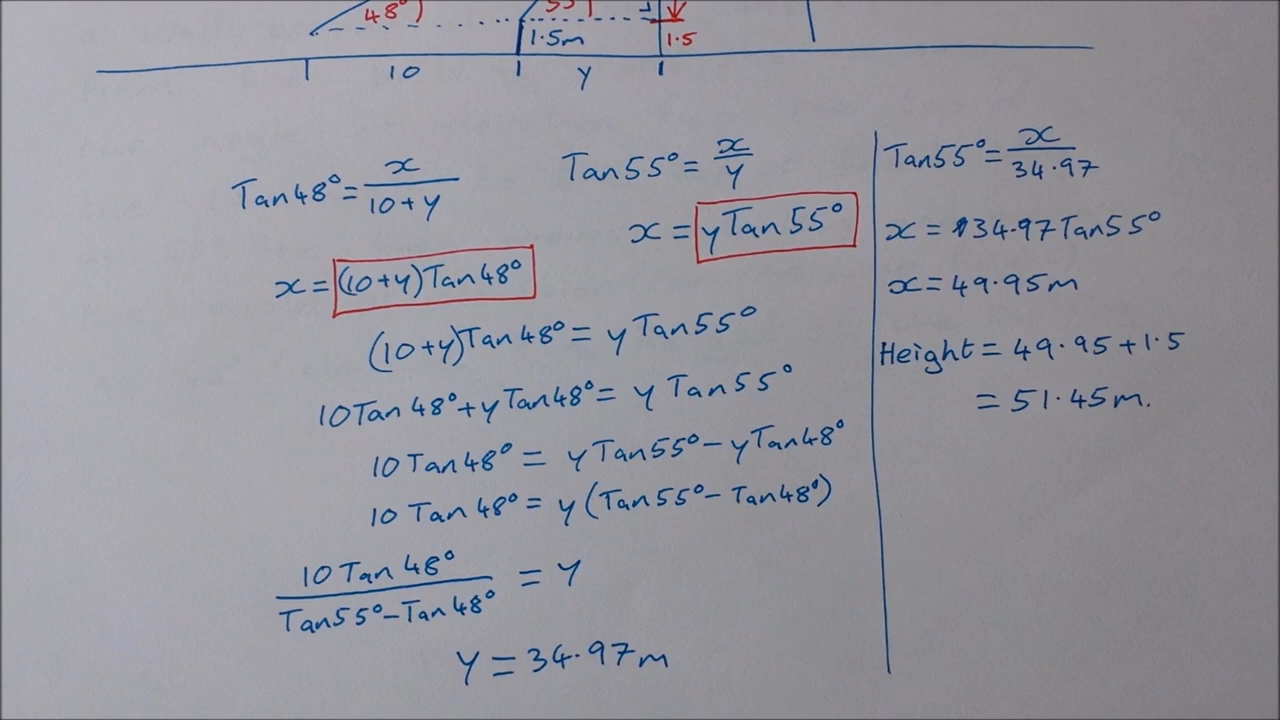 48° 55
1.5m 1.5
10 y
Tan48° = x/(10+y)
x = (10+y)Tan48°
Tan55° = x/y
x = yTan55°
(10+y)Tan48° = yTan55°
10Tan48° + yTan48° = yTan55°
10Tan48° = yTan55° - yTan48°
10Tan48° = y(Tan55° - Tan48°)
10Tan48°/(Tan55° - Tan48°) = y
y = 34.97m
Tan55° = x/34.97
x = 34.97Tan55°
x = 49.95m
Height = 49.95 + 1.5
= 51.45m.